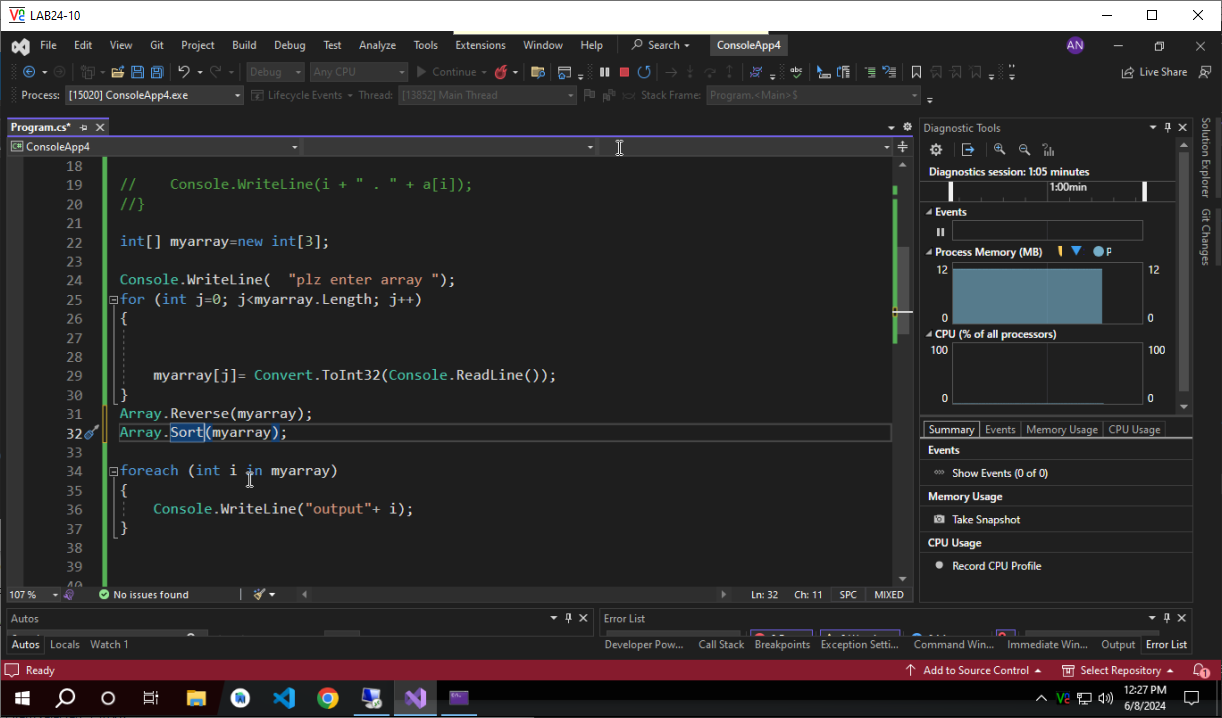 LAB24-10
File Edit View Git Project Build Debug Test Analyze Tools Extensions Window Help Search ConsoleApp4 AN
Debug Any CPU Continue Live Share
Process: [15020] ConsoleApp4.exe Lifecycle Events Thread: [13852] Main Thread Stack Frame: Program.<Main>$
Program.cs*
ConsoleApp4
18
19 // Console.WriteLine(i + " . " + a[i]);
20 //}
21
22 int[] myarray=new int[3];
23
24 Console.WriteLine( "plz enter array ");
25 for (int j=0; j<myarray.Length; j++)
26 {
27
28
29 myarray[j]= Convert.ToInt32(Console.ReadLine());
30 }
31 Array.Reverse(myarray);
32 Array.Sort(myarray);
33
34 foreach (int i in myarray)
35 {
36 Console.WriteLine("output"+ i);
37 }
38
39
40
107 % No issues found Ln: 32 Ch: 11 SPC MIXED
Diagnostic Tools
Diagnostics session: 1:05 minutes
1:00min
Events
Process Memory (MB) P
12 12
0 0
CPU (% of all processors)
100 100
0 0
Summary Events Memory Usage CPU Usage
Events
Show Events (0 of 0)
Memory Usage
Take Snapshot
CPU Usage
Record CPU Profile
Solution Explorer
Git Changes
Autos
Error List
Autos Locals Watch 1
Developer Pow... Call Stack Breakpoints Exception Setti... Command Win... Immediate Win... Output Error List
Ready Add to Source Control Select Repository 1
12:27 PM
6/8/2024